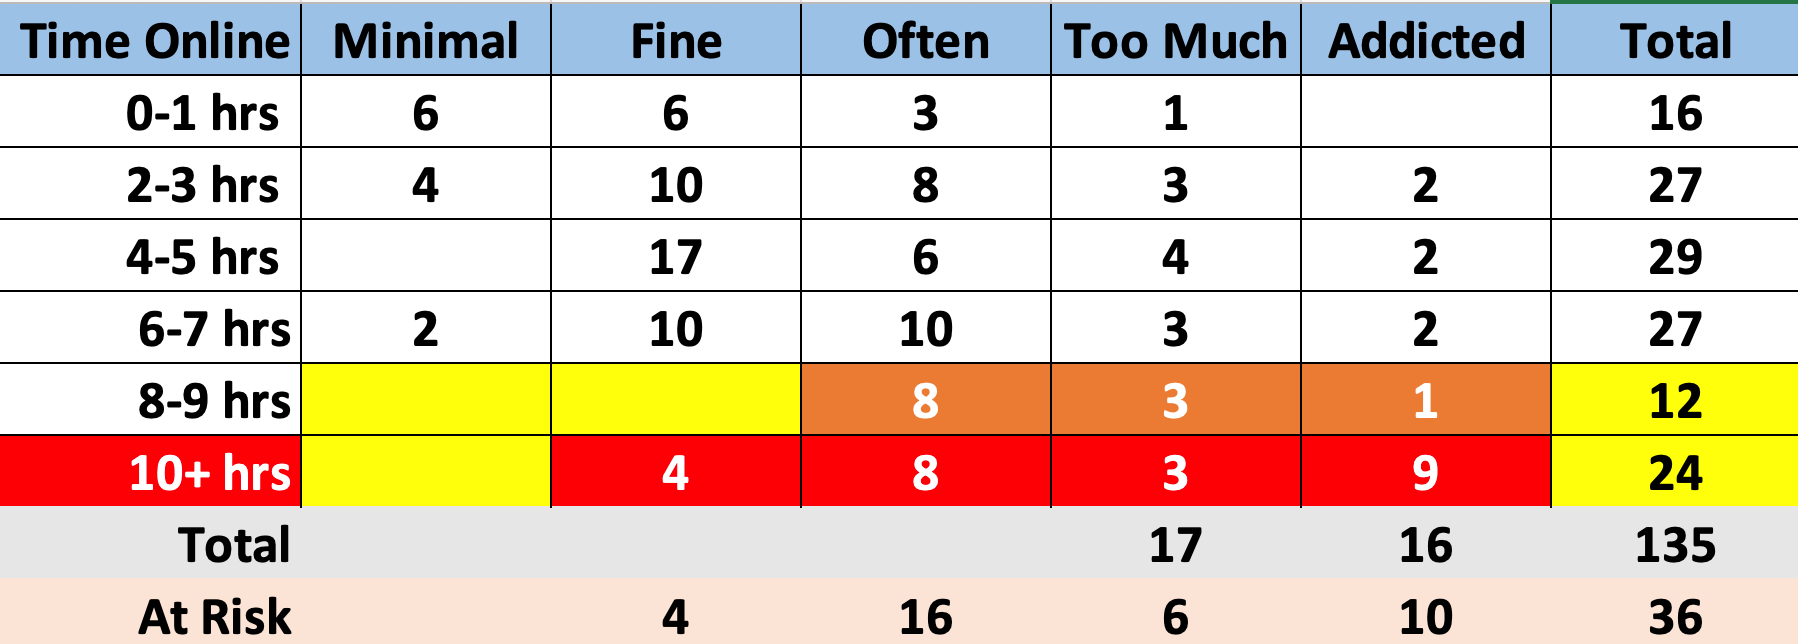 Time Online Minimal Fine Often Too Much Addicted Total
0-1 hrs 6 6 3 1 16
2-3 hrs 4 10 8 3 2 27
4-5 hrs 17 6 4 2 29
6-7 hrs 2 10 10 3 2 27
8-9 hrs 8 3 1 12
10+ hrs 4 8 3 9 24
Total 17 16 135
At Risk 4 16 6 10 36